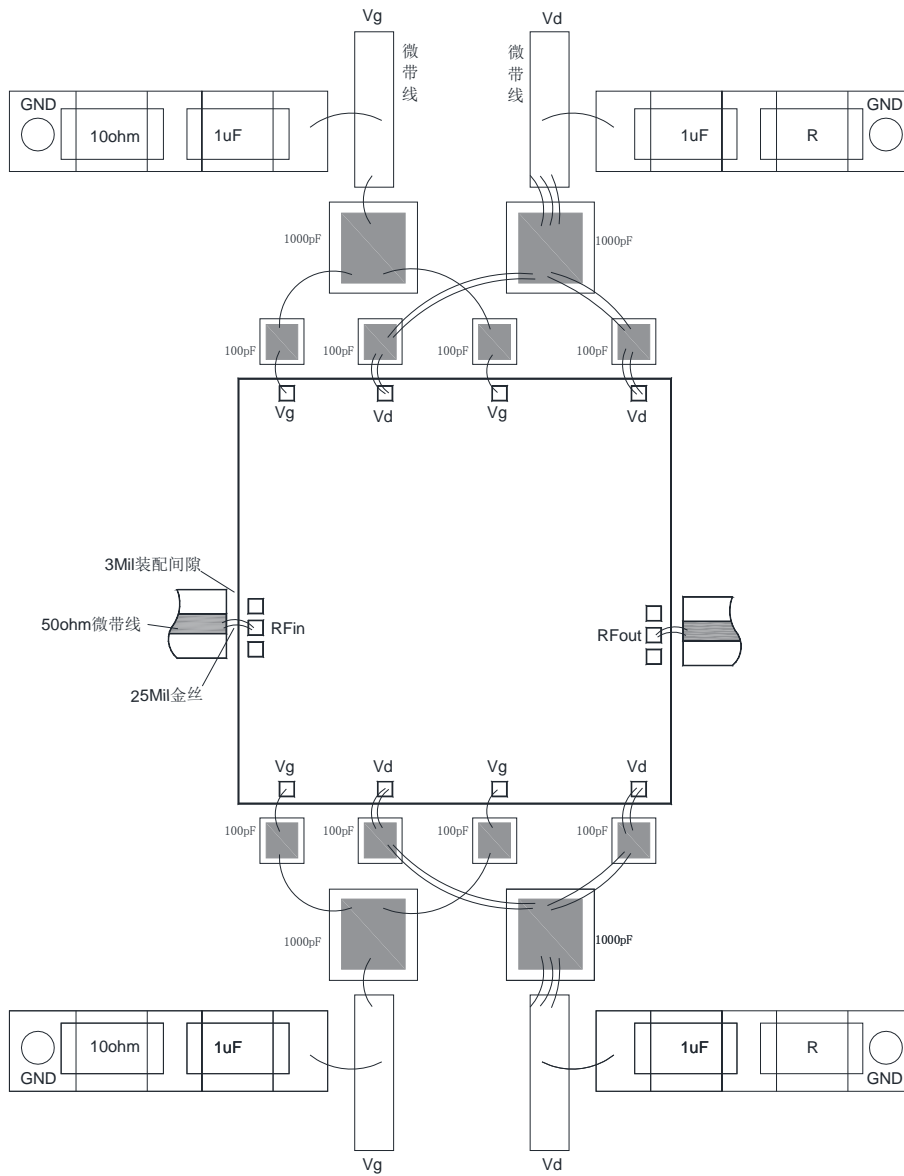 Vg
Vd
微带线
微带线
GND
10ohm
1uF
1uF
R
GND
1000pF
1000pF
100pF
100pF
100pF
100pF
Vg
Vd
Vg
Vd
3Mil装配间隙
50ohm微带线
RFin
RFout
25Mil金丝
Vg
Vd
Vg
Vd
100pF
100pF
100pF
100pF
1000pF
1000pF
10ohm
1uF
1uF
R
GND
GND
Vg
Vd